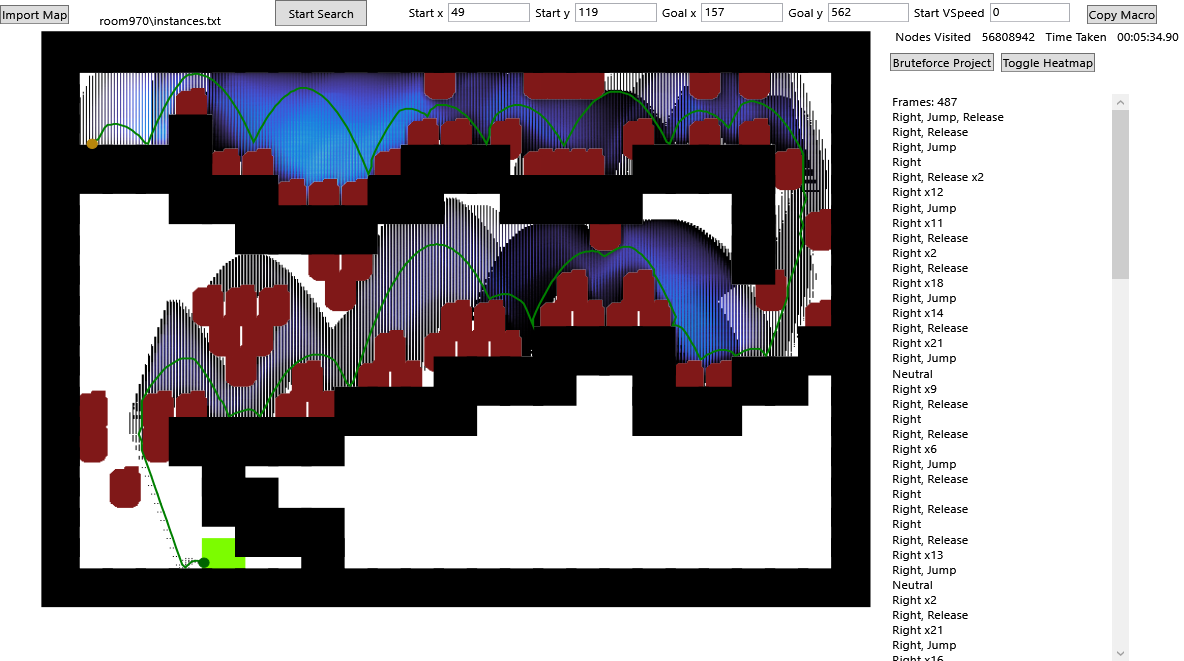 Import Map
room970\instances.txt
Start Search
Start x 49 Start y 119 Goal x 157 Goal y 562 Start VSpeed 0
Copy Macro
Nodes Visited 56808942 Time Taken 00:05:34.90
Bruteforce Project Toggle Heatmap
Frames: 487
Right, Jump, Release
Right, Release
Right, Jump
Right
Right, Release x2
Right x12
Right, Jump
Right x11
Right, Release
Right x2
Right, Release
Right x18
Right, Jump
Right x14
Right, Release
Right x21
Right, Jump
Neutral
Right x9
Right, Release
Right
Right, Release
Right x6
Right, Jump
Right, Release
Right
Right, Release
Right
Right, Release
Right x13
Right, Jump
Neutral
Right x2
Right, Release
Right x21
Right, Jump
Right x16